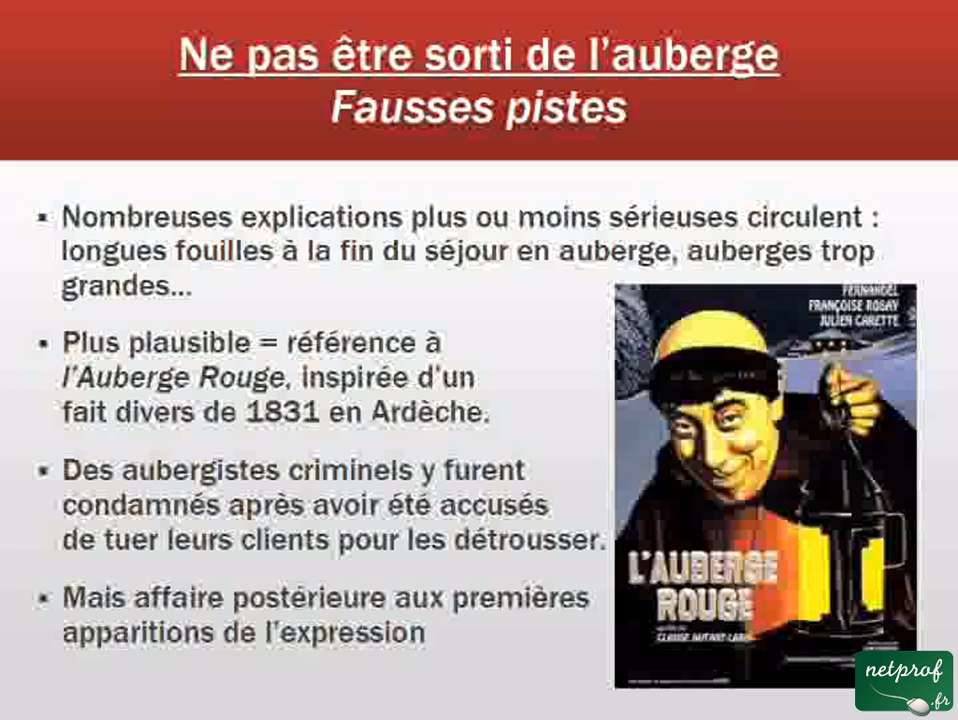 Ne pas être sorti de l'auberge
Fausses pistes
▪ Nombreuses explications plus ou moins sérieuses circulent :
longues fouilles à la fin du séjour en auberge, auberges trop
grandes...
▪ Plus plausible = référence à
l'Auberge Rouge, inspirée d'un
fait divers de 1831 en Ardèche.
▪ Des aubergistes criminels y furent
condamnés après avoir été accusés
de tuer leurs clients pour les détrousser.
▪ Mais affaire postérieure aux premières
apparitions de l'expression
FERNANDEL
FRANÇOISE ROSAY
JULIEN CARETTE
L'AUBERGE
ROUGE
CLAUDE AUTANT-LARA
netprof
.fr